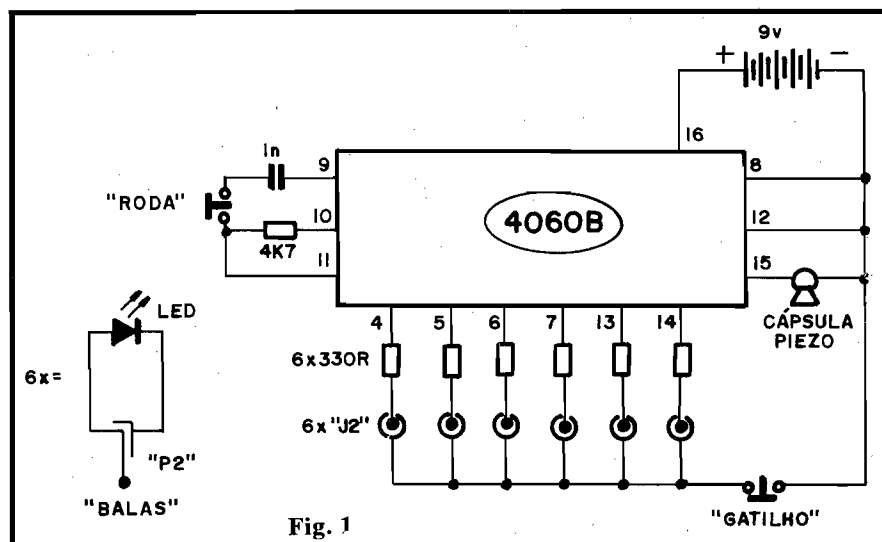 9v
+ −
16
1n
9
8
"RODA"
10
4060B
12
4K7
11
15
LED
4 5 6 7 13 14
CÁPSULA
PIEZO
6x330R
6x=
6x"J2"
"P2"
"BALAS"
"GATILHO"
Fig. 1